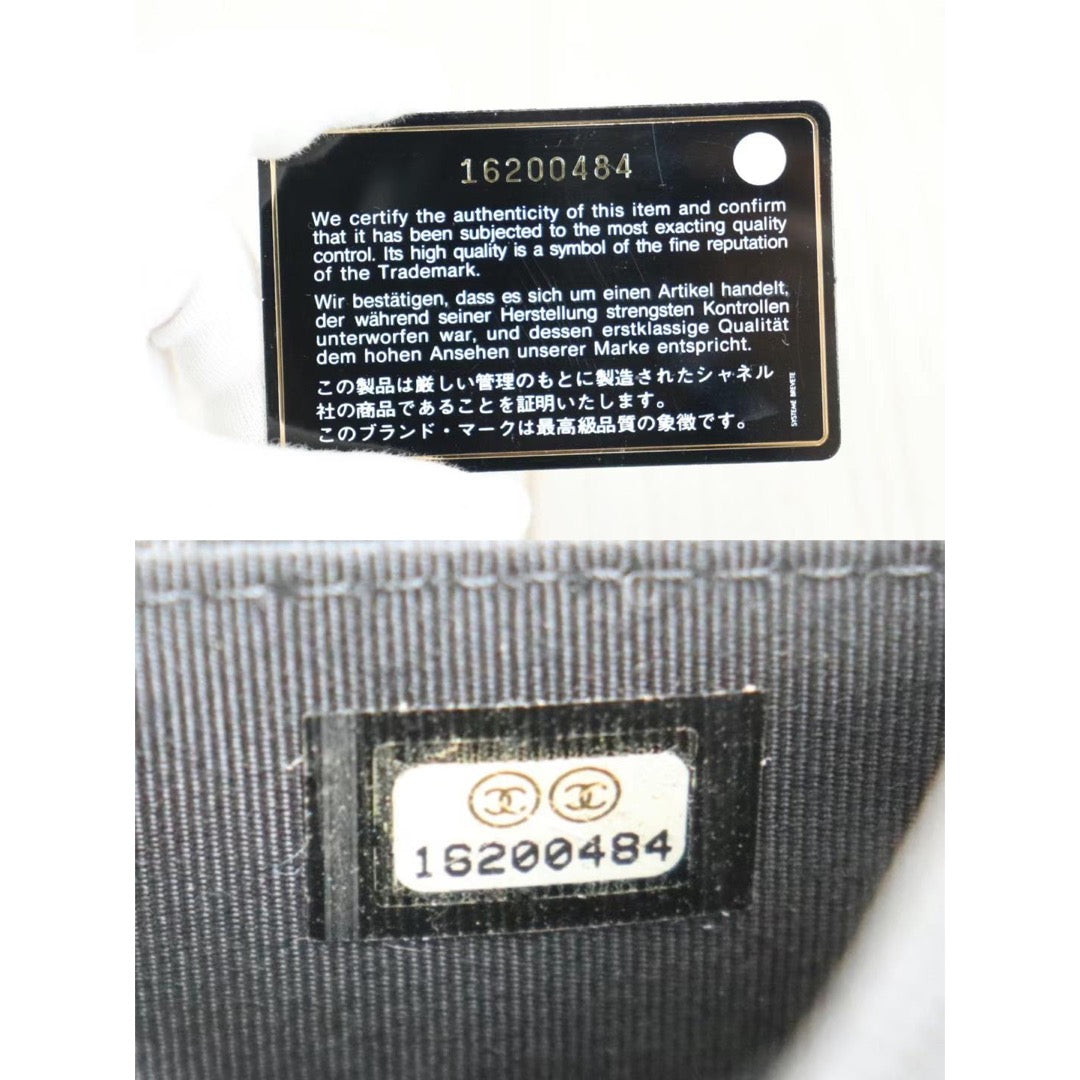 16200484
We certify the authenticity of this item and confirm
that it has been subjected to the most exacting quality
control. Its high quality is a symbol of the fine reputation
of the Trademark.
Wir bestätigen, dass es sich um einen Artikel handelt,
der während seiner Herstellung strengsten Kontrollen
unterworfen war, und dessen erstklassige Qualität
dem hohen Ansehen unserer Marke entspricht.
この製品は厳しい管理のもとに製造されたシャネル
社の商品であることを証明いたします。
このブランド・マークは最高級品質の象徴です。
SYSTEME BREVETE
16200484